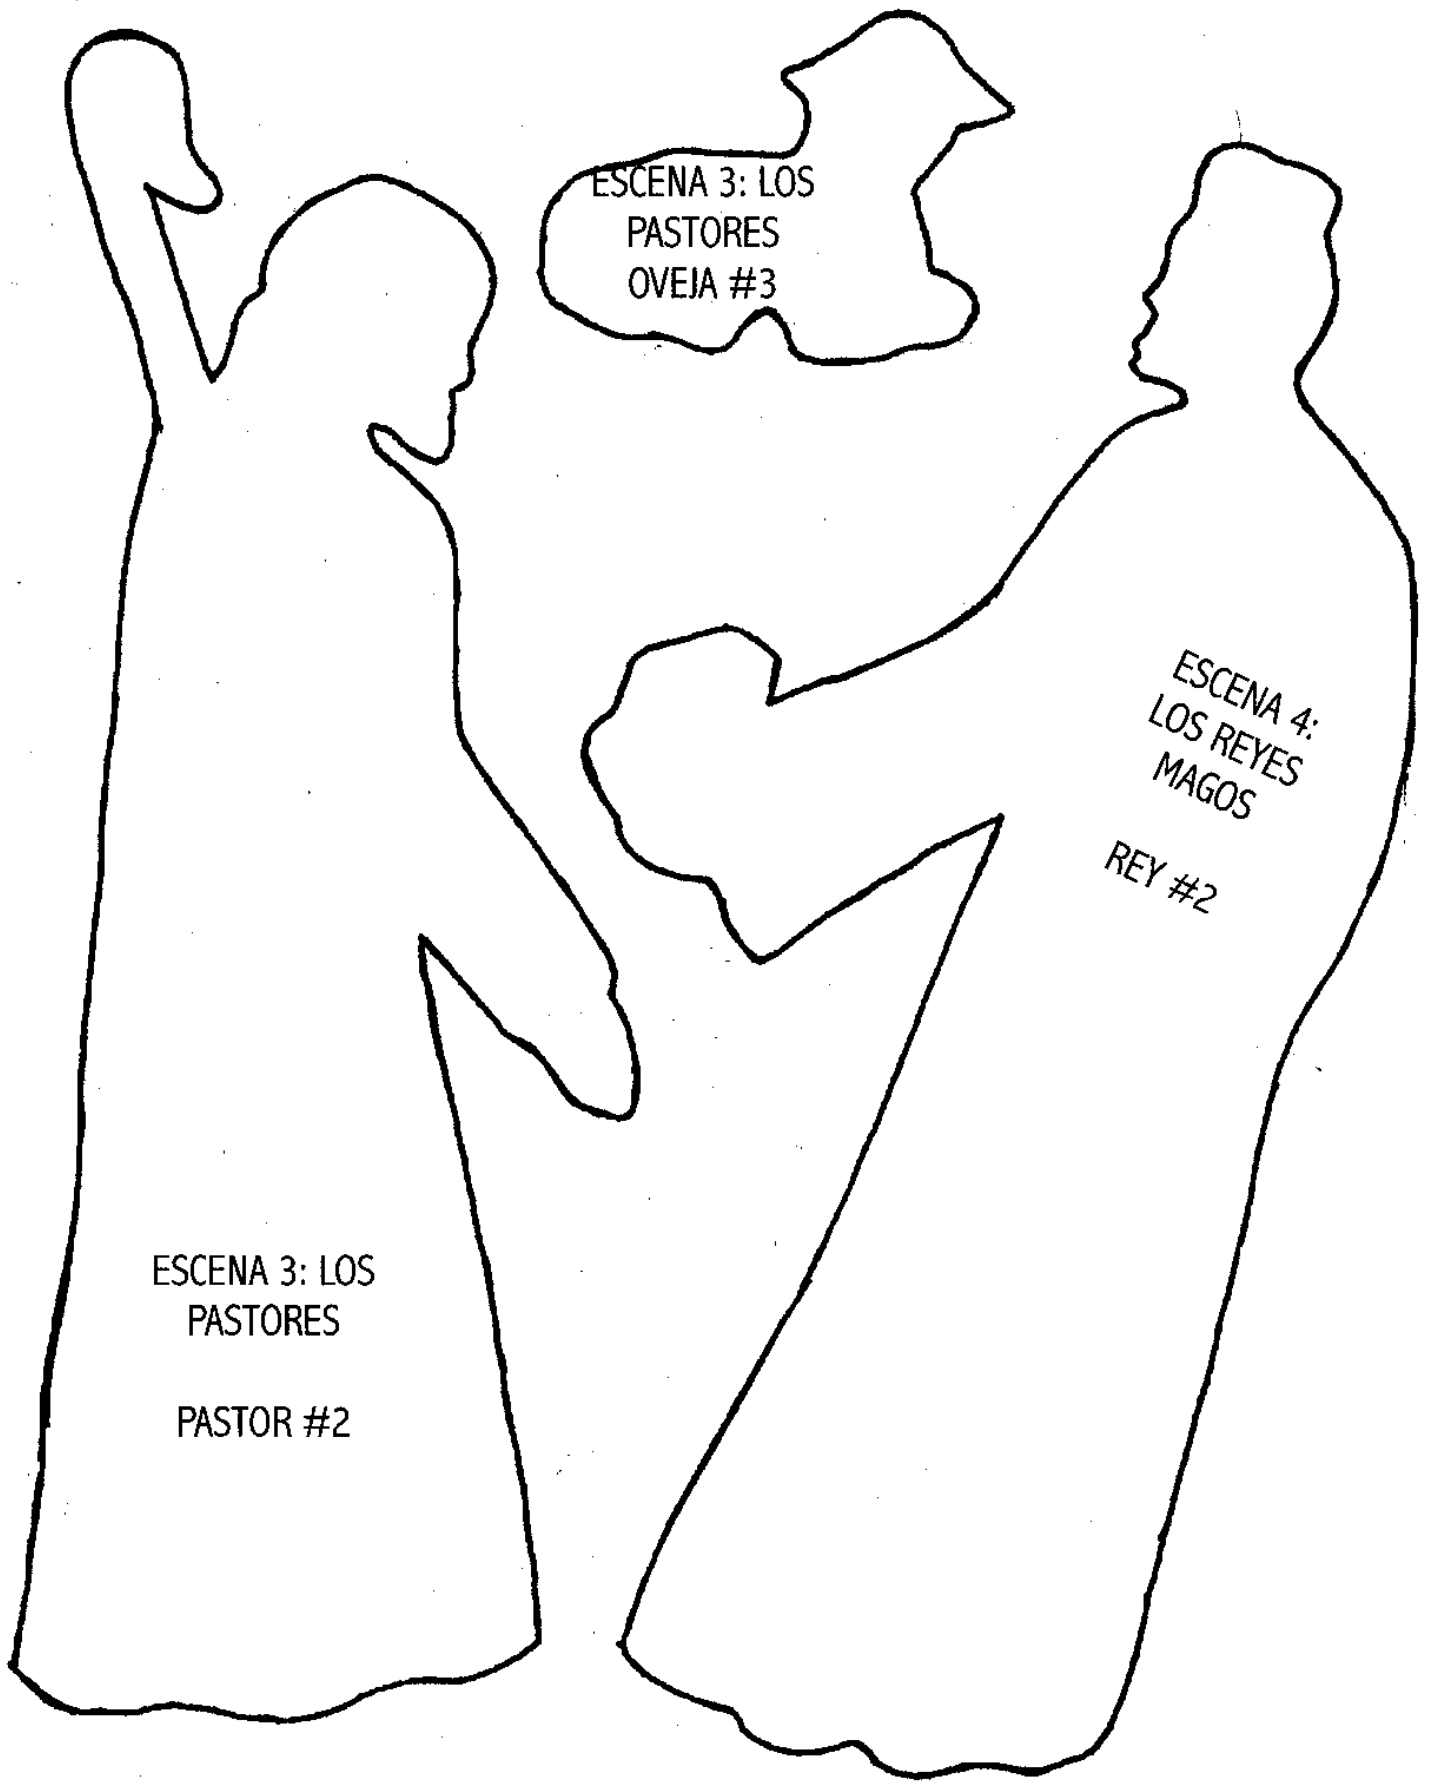 ESCENA 3: LOS
PASTORES
OVEJA #3
ESCENA 4:
LOS REYES
MAGOS
REY #2
ESCENA 3: LOS
PASTORES
PASTOR #2